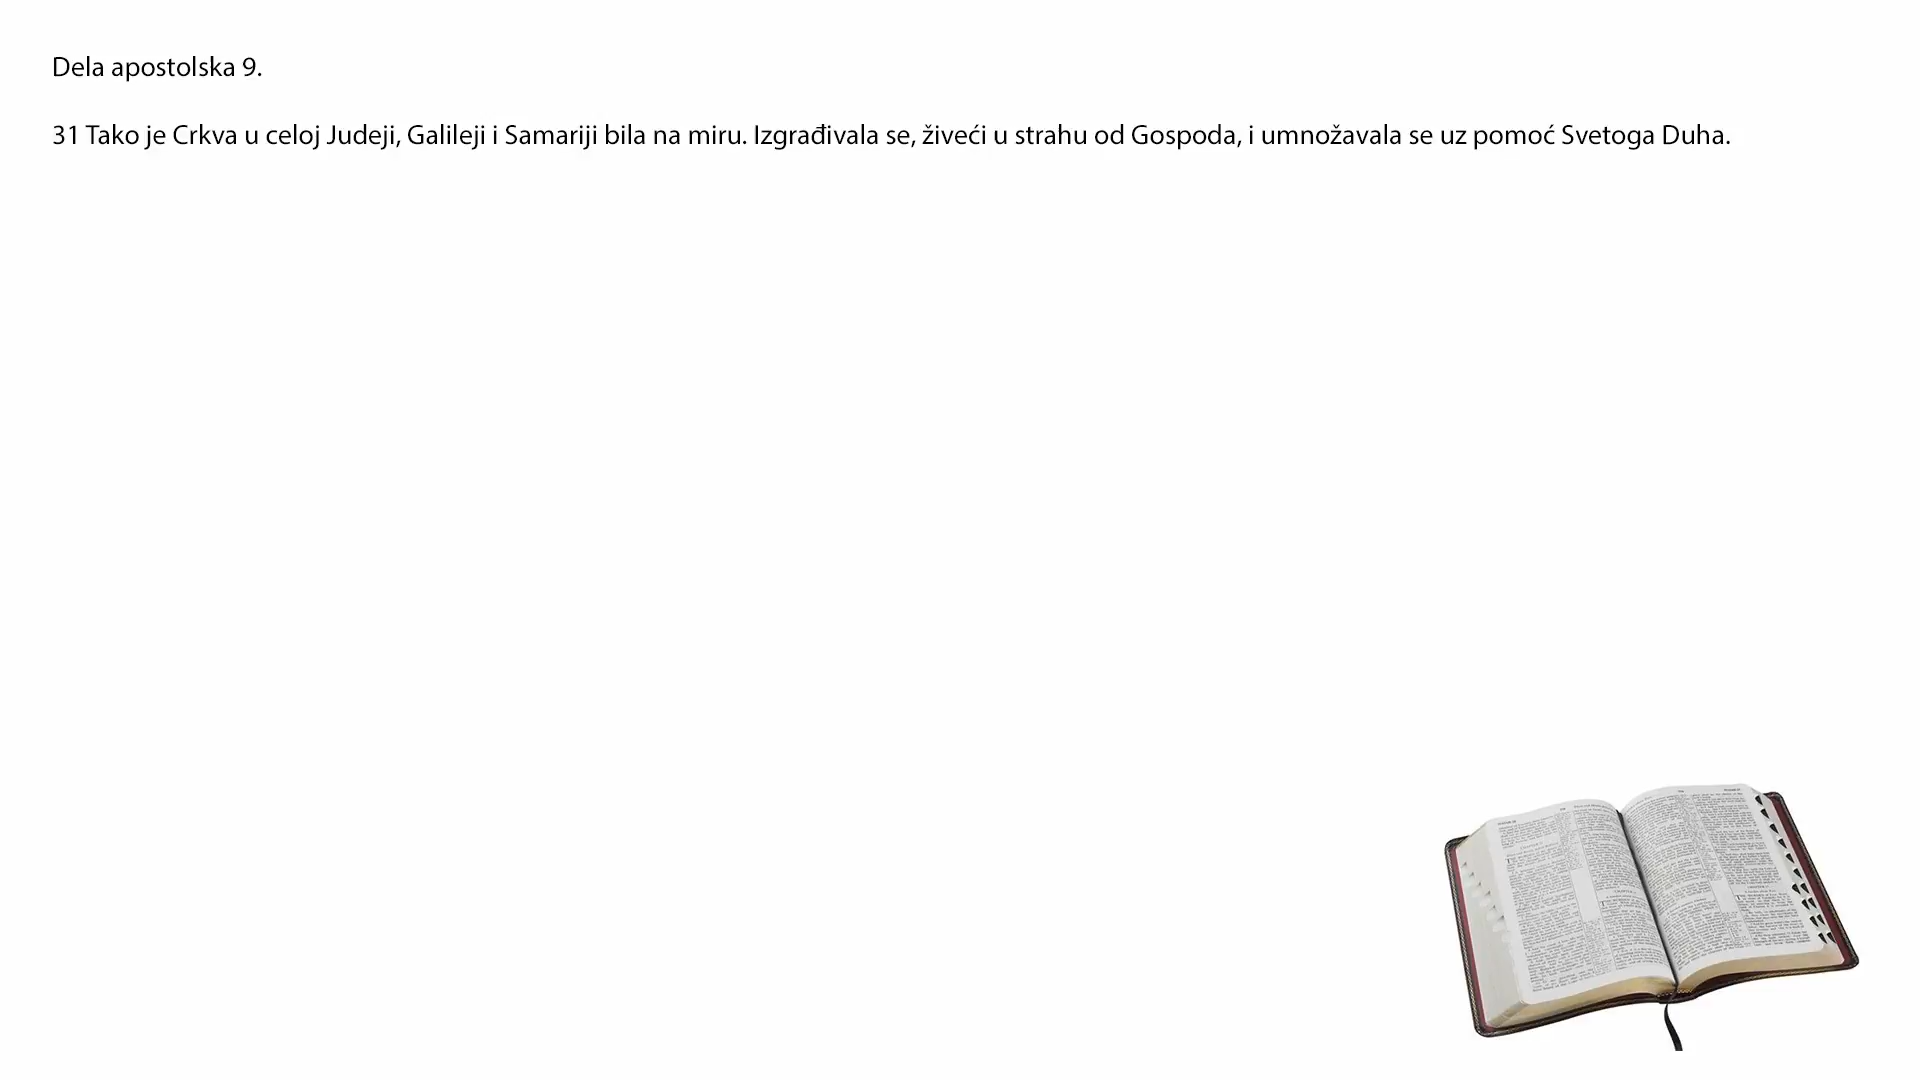 Dela apostolska 9.
31 Tako je Crkva u celoj Judeji, Galileji i Samariji bila na miru. Izgrađivala se, živeći u strahu od Gospoda, i umnožavala se uz pomoć Svetoga Duha.